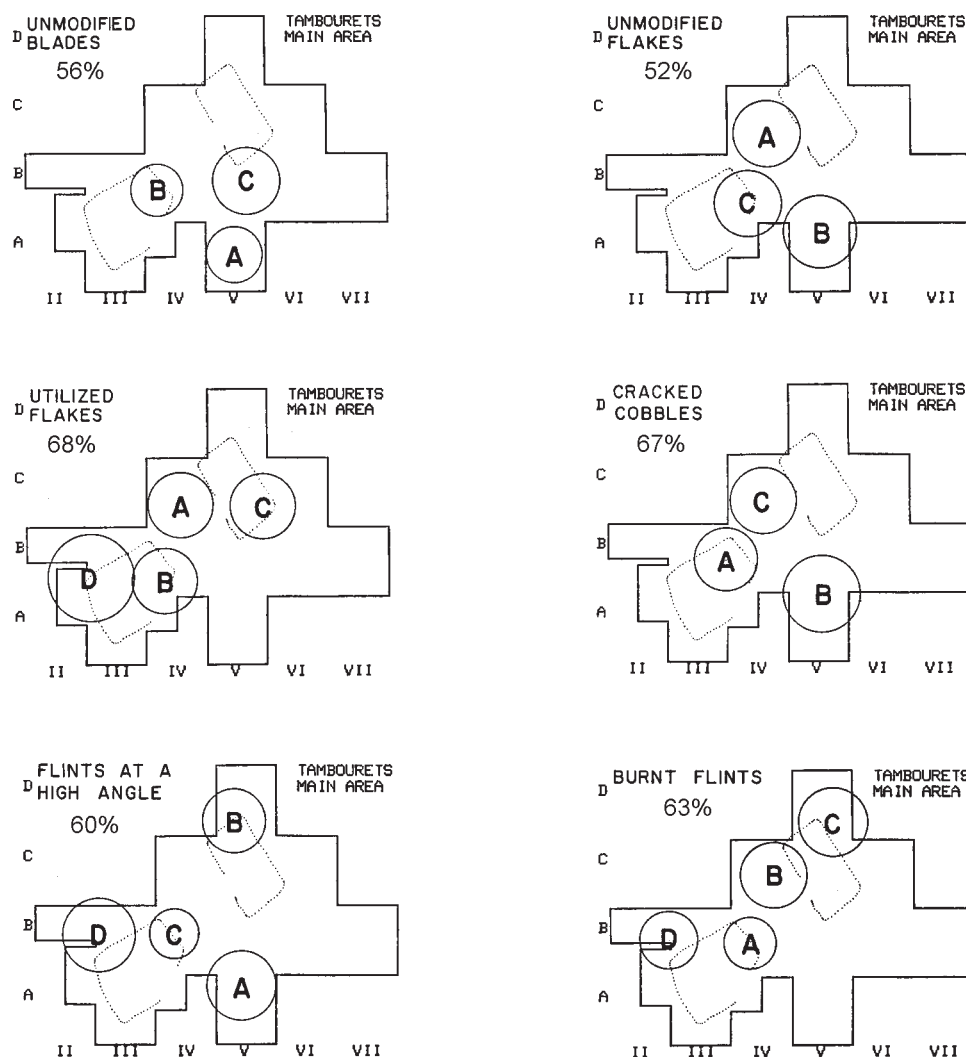 UNMODIFIED
BLADES
56%
TAMBOURETS
MAIN AREA
D
C
B
A
B
C
A
II III IV V VI VII
UNMODIFIED
FLAKES
52%
TAMBOURETS
MAIN AREA
D
C
B
A
A
C
B
II III IV V VI VII
UTILIZED
FLAKES
68%
TAMBOURETS
MAIN AREA
D
C
B
A
A
C
D
B
II III IV V VI VII
CRACKED
COBBLES
67%
TAMBOURETS
MAIN AREA
D
C
B
A
C
A
B
II III IV V VI VII
FLINTS AT A
HIGH ANGLE
60%
TAMBOURETS
MAIN AREA
D
C
B
A
B
D
C
A
II III IV V VI VII
BURNT FLINTS
63%
TAMBOURETS
MAIN AREA
D
C
B
A
C
B
D
A
II III IV V VI VII